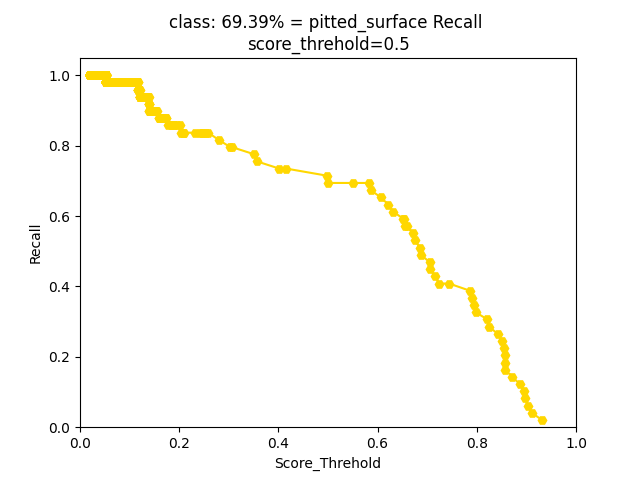 class: 69.39% = pitted_surface Recall
score_threhold=0.5
1.0
0.8
0.6
0.4
0.2
0.0
Recall
0.0 0.2 0.4 0.6 0.8 1.0
Score_Threhold